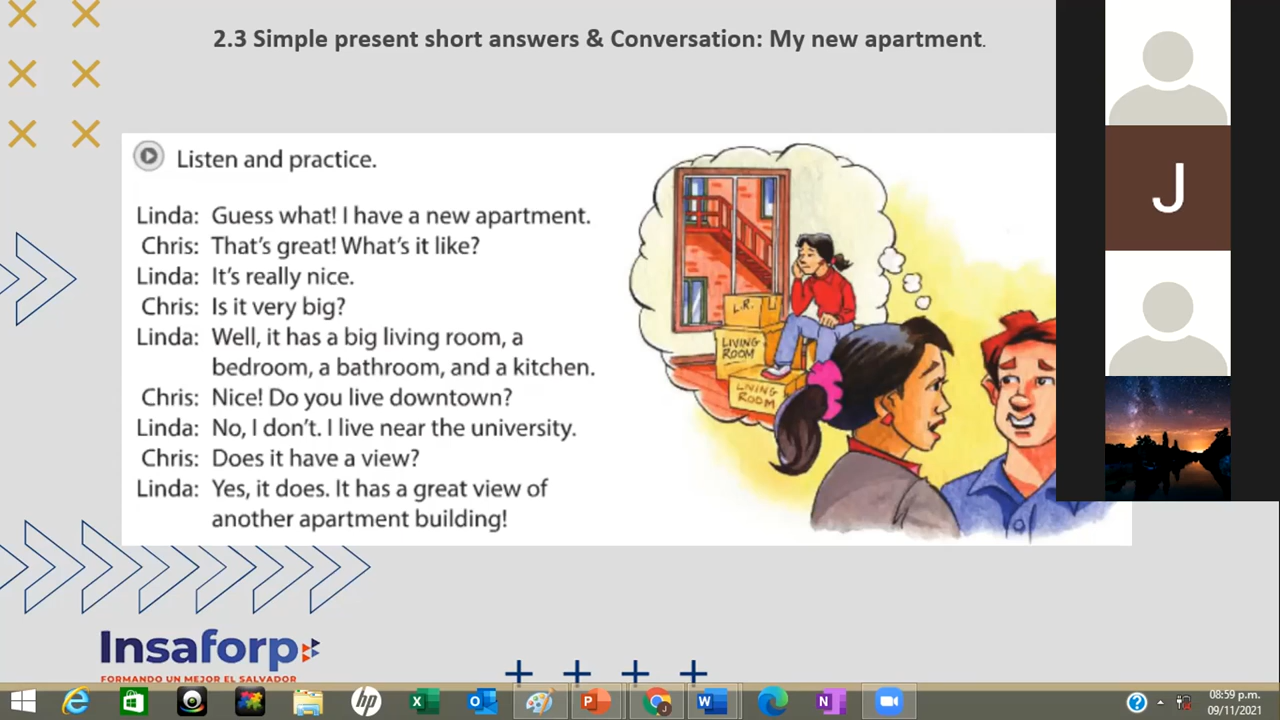 2.3 Simple present short answers & Conversation: My new apartment.
Listen and practice.
Linda: Guess what! I have a new apartment.
Chris: That's great! What's it like?
Linda: It's really nice.
Chris: Is it very big?
Linda: Well, it has a big living room, a
bedroom, a bathroom, and a kitchen.
Chris: Nice! Do you live downtown?
Linda: No, I don't. I live near the university.
Chris: Does it have a view?
Linda: Yes, it does. It has a great view of
another apartment building!
L.R.
LIVING
ROOM
LIVING
ROOM
J
Insaforp
FORMANDO UN MEJOR EL SALVADOR
08:59 p.m.
09/11/2021